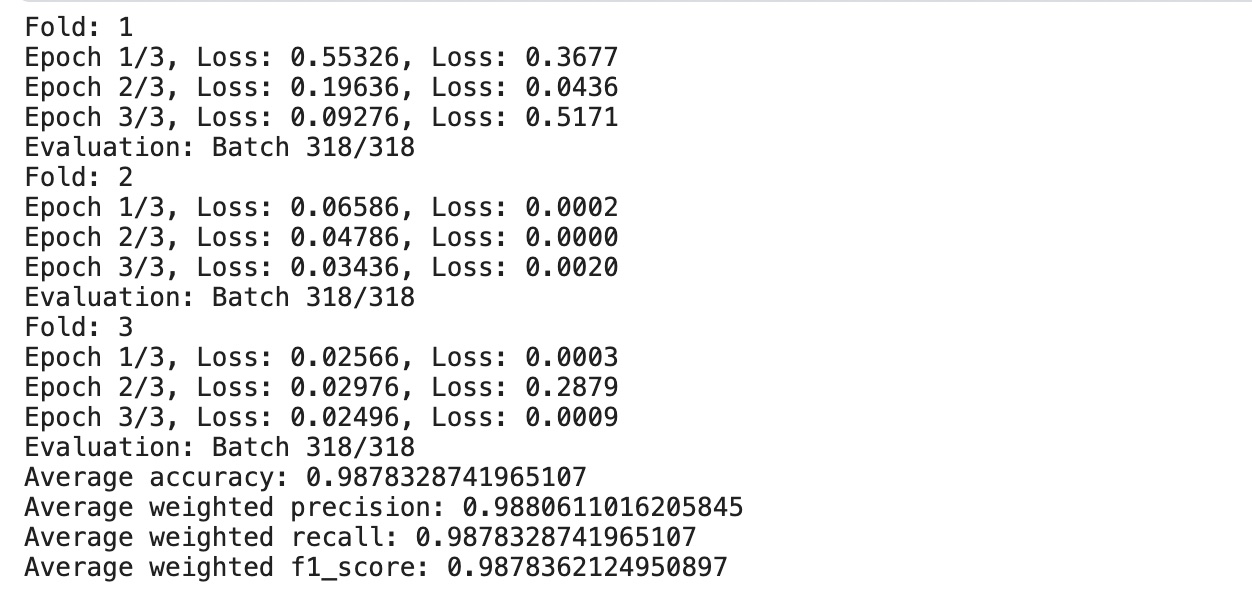 Fold: 1
Epoch 1/3, Loss: 0.55326, Loss: 0.3677
Epoch 2/3, Loss: 0.19636, Loss: 0.0436
Epoch 3/3, Loss: 0.09276, Loss: 0.5171
Evaluation: Batch 318/318
Fold: 2
Epoch 1/3, Loss: 0.06586, Loss: 0.0002
Epoch 2/3, Loss: 0.04786, Loss: 0.0000
Epoch 3/3, Loss: 0.03436, Loss: 0.0020
Evaluation: Batch 318/318
Fold: 3
Epoch 1/3, Loss: 0.02566, Loss: 0.0003
Epoch 2/3, Loss: 0.02976, Loss: 0.2879
Epoch 3/3, Loss: 0.02496, Loss: 0.0009
Evaluation: Batch 318/318
Average accuracy: 0.9878328741965107
Average weighted precision: 0.9880611016205845
Average weighted recall: 0.9878328741965107
Average weighted f1_score: 0.9878362124950897